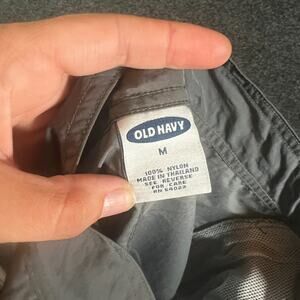 OLD NAVY
M
100% NYLON
MADE IN THAILAND
SEE REVERSE
FOR CARE
RN 54023